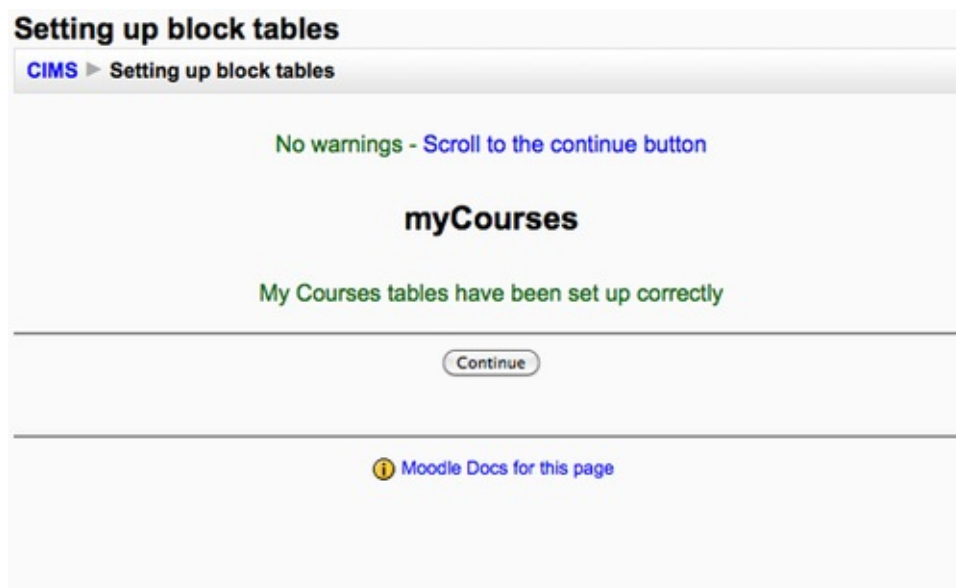 Setting up block tables
CIMS ► Setting up block tables
No warnings - Scroll to the continue button
myCourses
My Courses tables have been set up correctly
Continue
Moodle Docs for this page